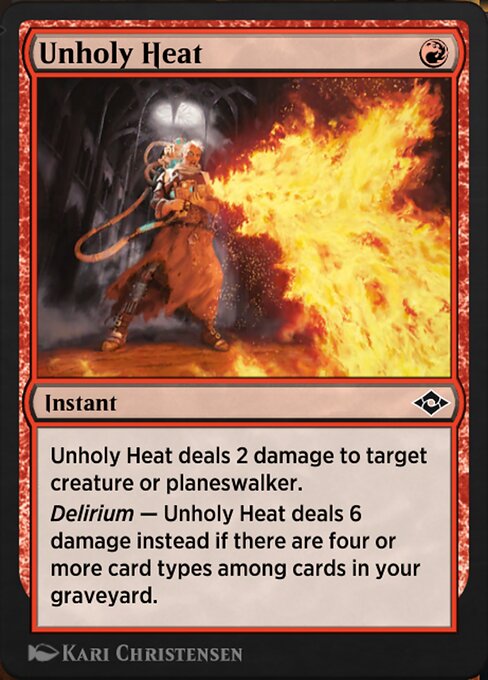 Unholy Heat
Instant
Unholy Heat deals 2 damage to target
creature or planeswalker.
Delirium — Unholy Heat deals 6
damage instead if there are four or
more card types among cards in your
graveyard.
Kari Christensen